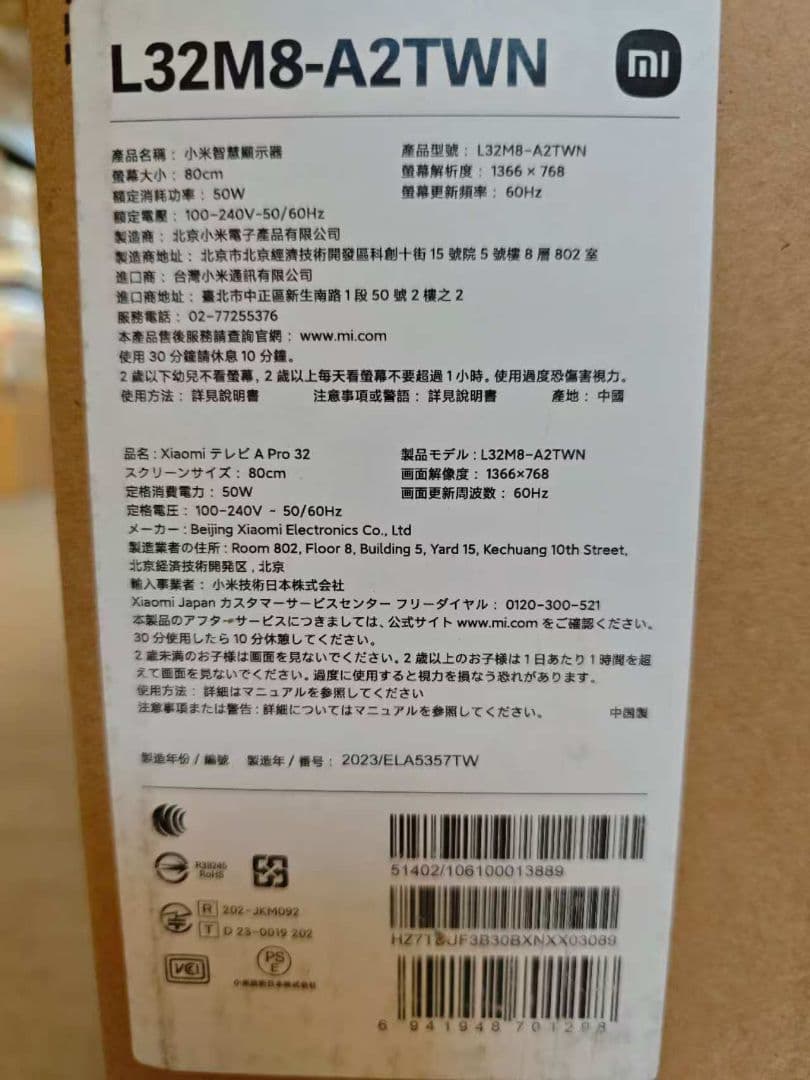 L32M8-A2TWN
mi
產品名稱：小米智慧顯示器 產品型號：L32M8-A2TWN
螢幕大小：80cm 螢幕解析度：1366 × 768
額定消耗功率：50W 螢幕更新頻率：60Hz
額定電壓：100-240V~50/60Hz
製造商：北京小米電子產品有限公司
製造商地址：北京市北京經濟技術開發區科創十街 15 號院 5 號樓 8 層 802 室
進口商：台灣小米通訊有限公司
進口商地址：臺北市中正區新生南路 1 段 50 號 2 樓之 2
服務電話：02-77255376
本產品售後服務請查詢官網：www.mi.com
使用 30 分鐘請休息 10 分鐘。
2 歲以下幼兒不看螢幕，2 歲以上每天看螢幕不要超過 1 小時。使用過度恐傷害視力。
使用方法：詳見說明書 注意事項或警語：詳見說明書 產地：中國
品名：Xiaomi テレビ A Pro 32 製品モデル：L32M8-A2TWN
スクリーンサイズ：80cm 画面解像度：1366×768
定格消費電力：50W 画面更新周波数：60Hz
定格電圧：100-240V ~ 50/60Hz
メーカー：Beijing Xiaomi Electronics Co., Ltd
製造業者の住所：Room 802, Floor 8, Building 5, Yard 15, Kechuang 10th Street,
北京経済技術開発区，北京
輸入事業者：小米技術日本株式会社
Xiaomi Japan カスタマーサービスセンター フリーダイヤル：0120-300-521
本製品のアフターサービスにつきましては、公式サイト www.mi.com をご確認ください。
30 分使用したら 10 分休憩してください。
2 歳未満のお子様は画面を見ないでください。2 歳以上のお子様は 1 日あたり 1 時間を超
えて画面を見ないでください。過度に使用すると視力を損なう恐れがあります。
使用方法：詳細はマニュアルを参照してください
注意事項または警告：詳細についてはマニュアルを参照してください。 中国製
製造年份 / 編號 製造年 / 番号：2023/ELA5357TW
51402/106100013889
R38245
RoHS
R 202-JKM092
T D 23-0019 202
VCI
PS
E
小米技術日本株式会社
6 941948 701298